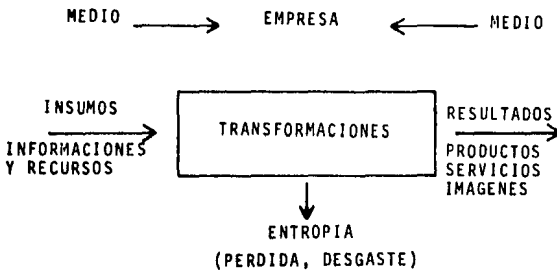 MEDIO EMPRESA MEDIO
INSUMOS
INFORMACIONES
Y RECURSOS
TRANSFORMACIONES
RESULTADOS
PRODUCTOS
SERVICIOS
IMAGENES
ENTROPIA
(PERDIDA, DESGASTE)